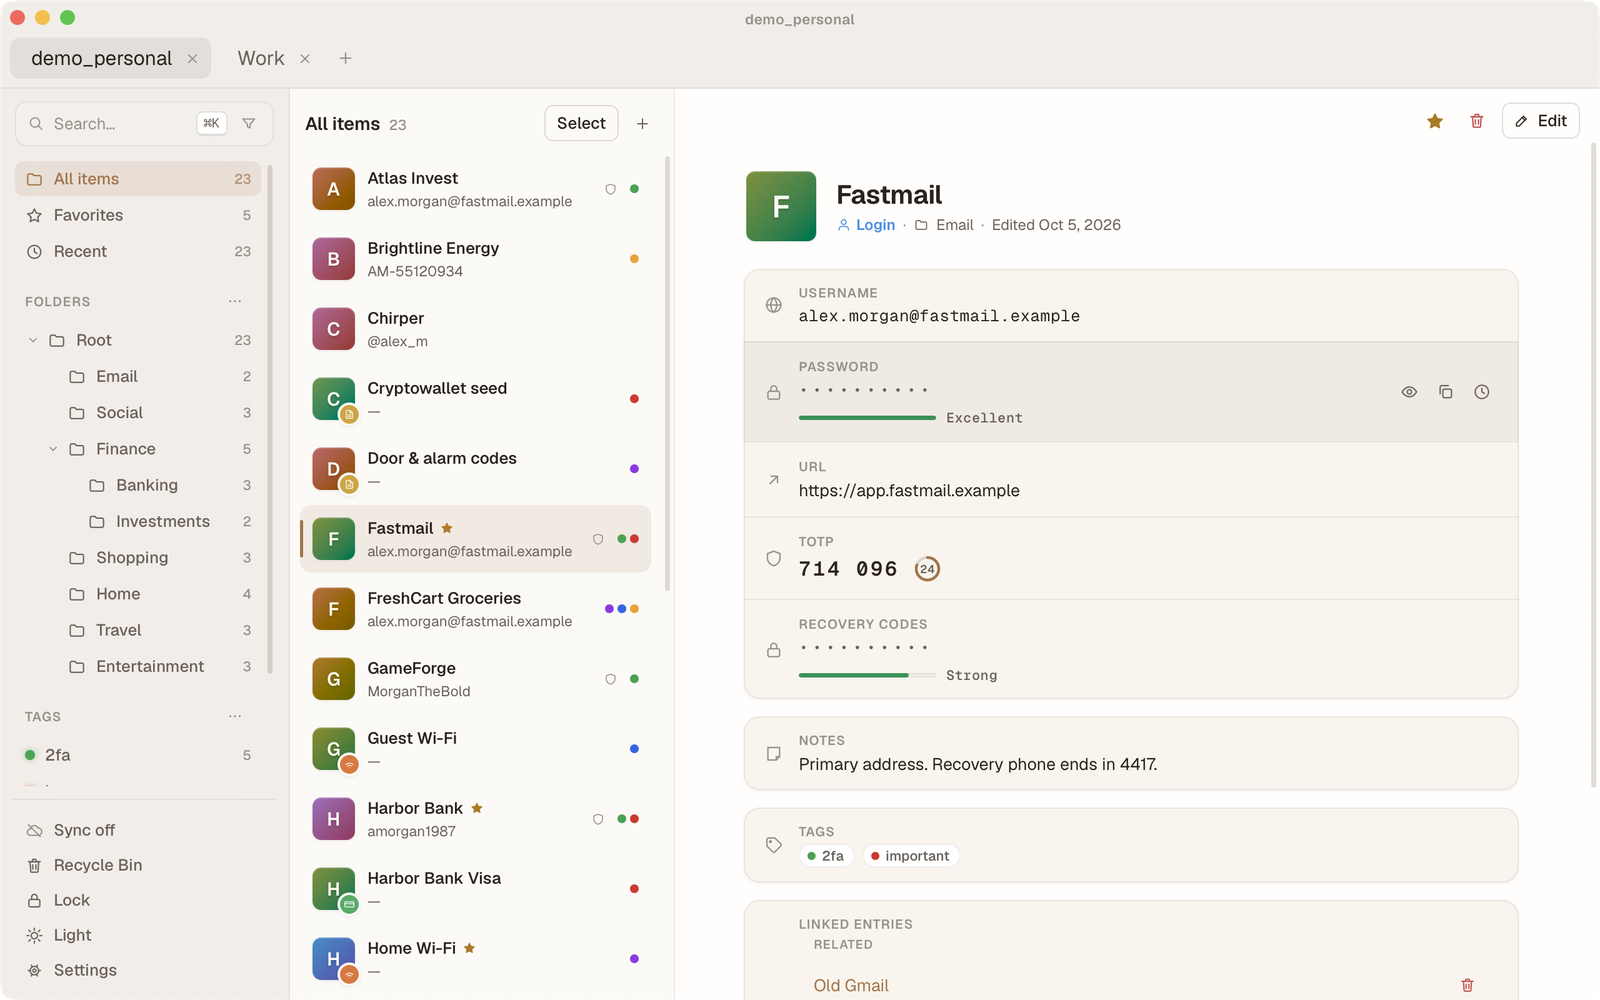 demo_personal
demo_personal
Work
Search...
⌘K
All items 23
Favorites 5
Recent 23
FOLDERS
Root 23
Email 2
Social 3
Finance 5
Banking 3
Investments 2
Shopping 3
Home 4
Travel 3
Entertainment 3
TAGS
2fa 5
Sync off
Recycle Bin
Lock
Light
Settings
All items 23
Select
A
Atlas Invest
alex.morgan@fastmail.example
B
Brightline Energy
AM-55120934
C
Chirper
@alex_m
C
Cryptowallet seed
—
D
Door & alarm codes
—
F
Fastmail
alex.morgan@fastmail.example
F
FreshCart Groceries
alex.morgan@fastmail.example
G
GameForge
MorganTheBold
G
Guest Wi-Fi
—
H
Harbor Bank
amorgan1987
H
Harbor Bank Visa
—
H
Home Wi-Fi
—
Edit
F
Fastmail
Login · Email · Edited Oct 5, 2026
USERNAME
alex.morgan@fastmail.example
PASSWORD
••••••••••
Excellent
URL
https://app.fastmail.example
TOTP
714 096 24
RECOVERY CODES
••••••••••
Strong
NOTES
Primary address. Recovery phone ends in 4417.
TAGS
2fa important
LINKED ENTRIES
RELATED
Old Gmail